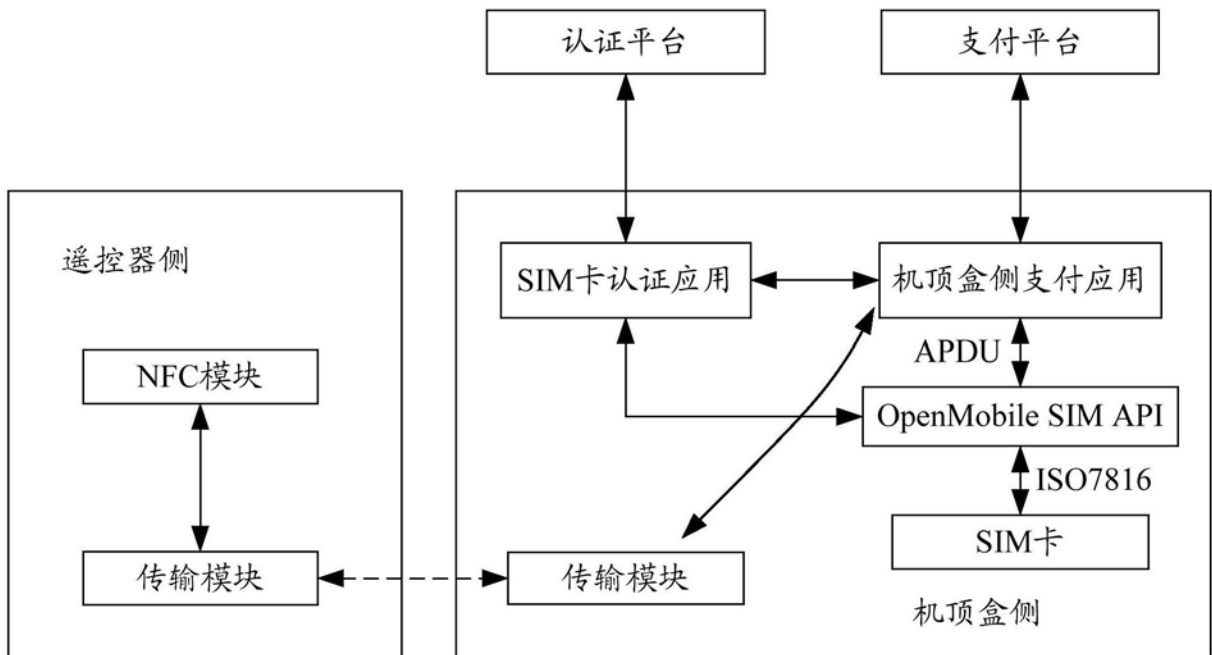 认证平台
支付平台
遥控器侧
SIM卡认证应用
机顶盒侧支付应用
APDU
NFC模块
OpenMobile SIM API
ISO7816
SIM卡
传输模块
传输模块
机顶盒侧